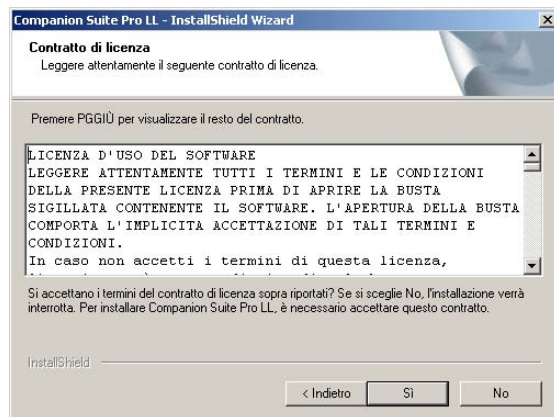 Companion Suite Pro LL - InstallShield Wizard
Contratto di licenza
Leggere attentamente il seguente contratto di licenza.
Premere PGGIÙ per visualizzare il resto del contratto.
LICENZA D'USO DEL SOFTWARE
LEGGERE ATTENTAMENTE TUTTI I TERMINI E LE CONDIZIONI
DELLA PRESENTE LICENZA PRIMA DI APRIRE LA BUSTA
SIGILLATA CONTENENTE IL SOFTWARE. L'APERTURA DELLA BUSTA
COMPORTA L'IMPLICITA ACCETTAZIONE DI TALI TERMINI E
CONDIZIONI.
In caso non accetti i termini di questa licenza,
Si accettano i termini del contratto di licenza sopra riportati? Se si sceglie No, l'installazione verrà
interrotta. Per installare Companion Suite Pro LL, è necessario accettare questo contratto.
InstallShield
< Indietro
Sì
No